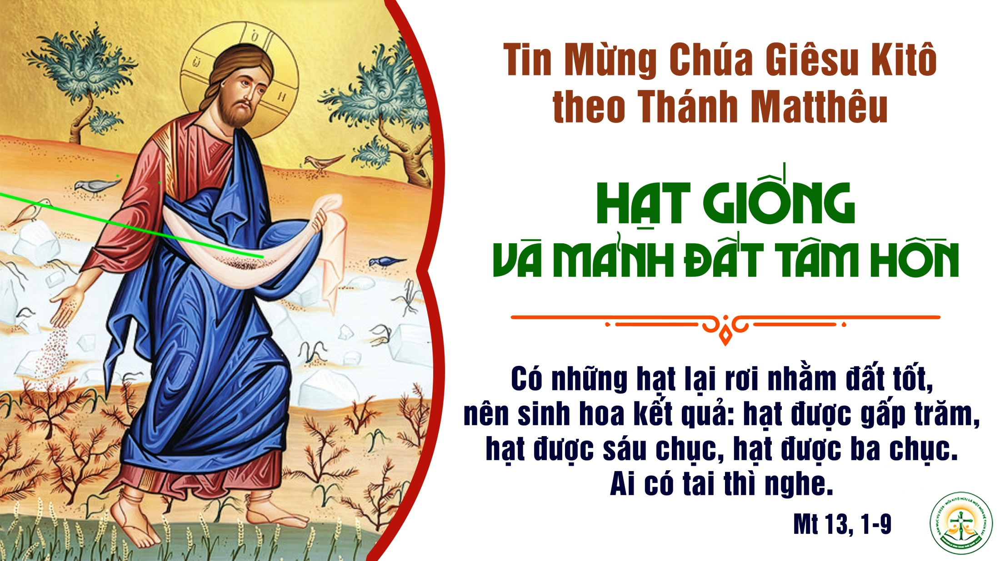 Tin Mừng Chúa Giêsu Kitô
theo Thánh Matthêu
HẠT GIỐNG
VÀ MẢNH ĐẤT TÂM HỒN
Có những hạt lại rơi nhằm đất tốt,
nên sinh hoa kết quả: hạt được gấp trăm,
hạt được sáu chục, hạt được ba chục.
Ai có tai thì nghe.
Mt 13, 1-9